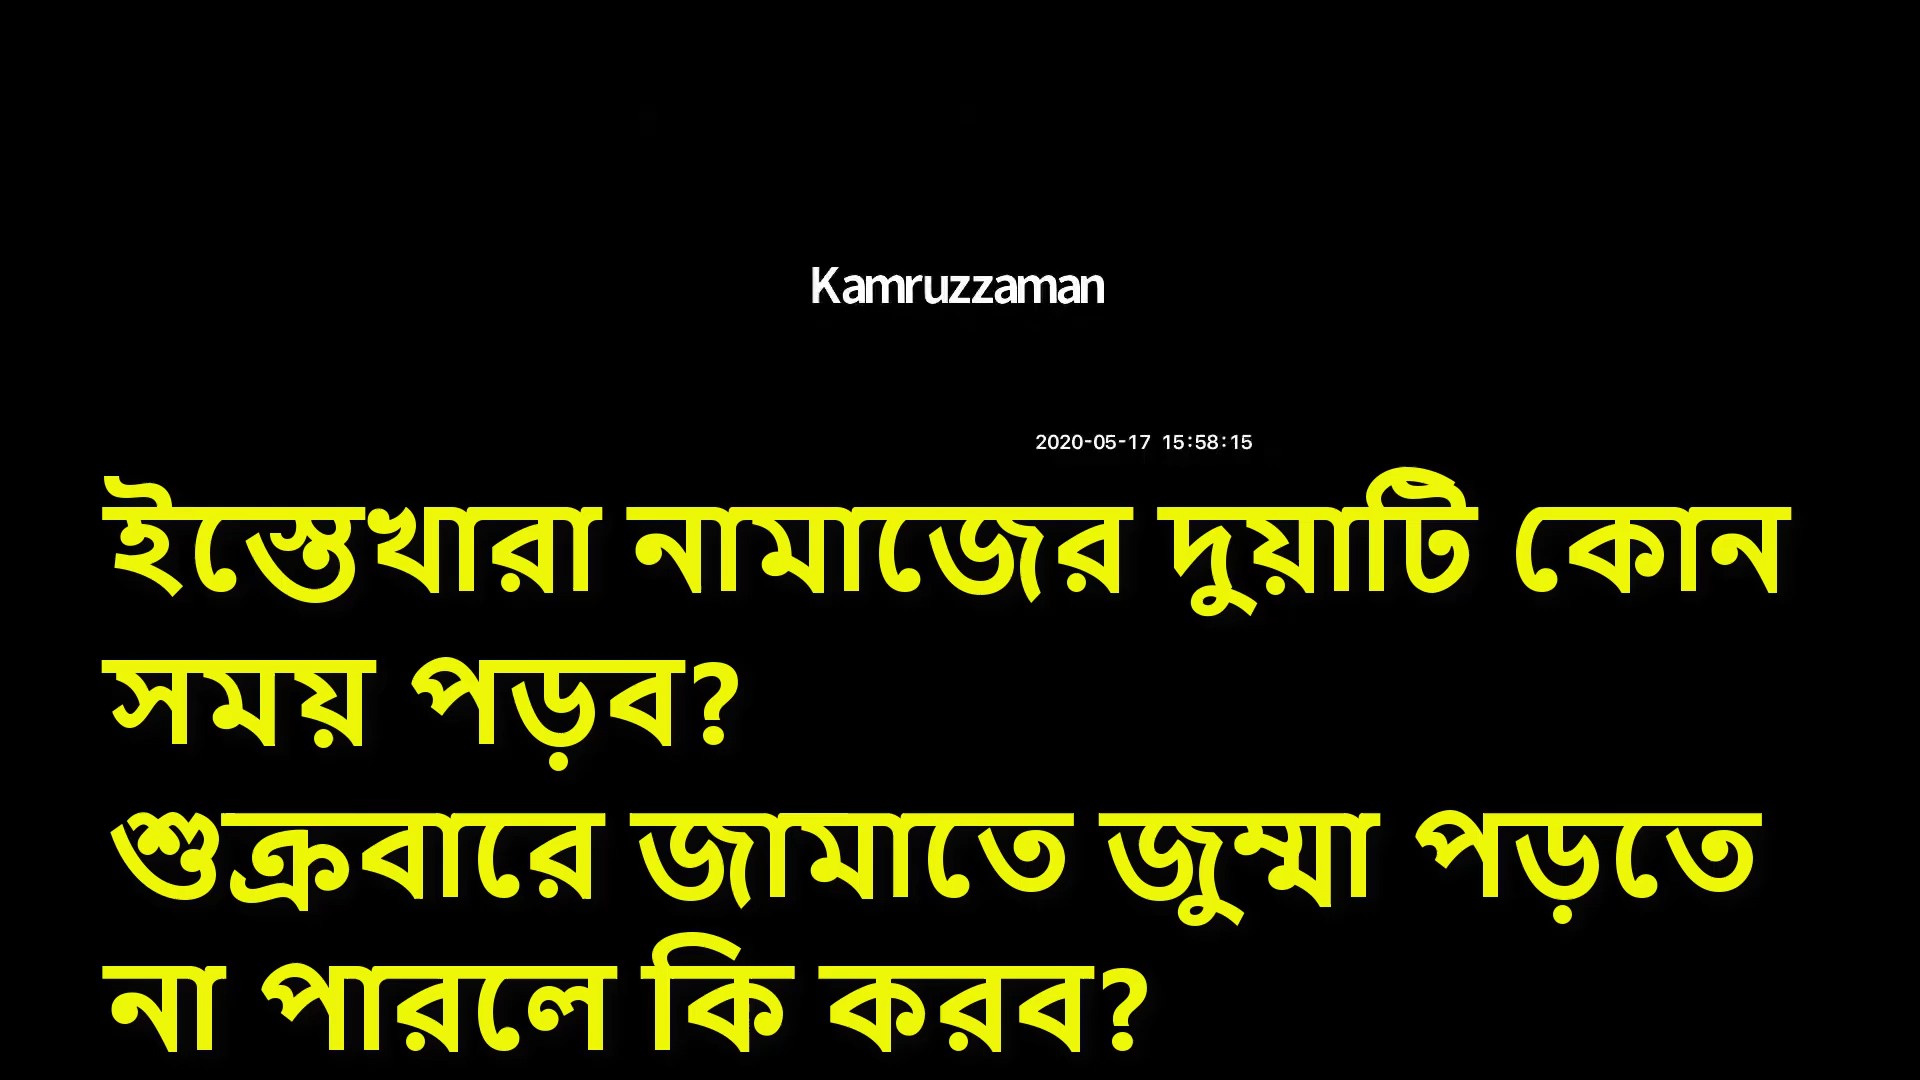 Kamruzzaman
2020-05-17 15:58:15
ইস্তেখারা নামাজের দুয়াটি কোন
সময় পড়ব?
শুক্রবারে জামাতে জুম্মা পড়তে
না পারলে কি করব?